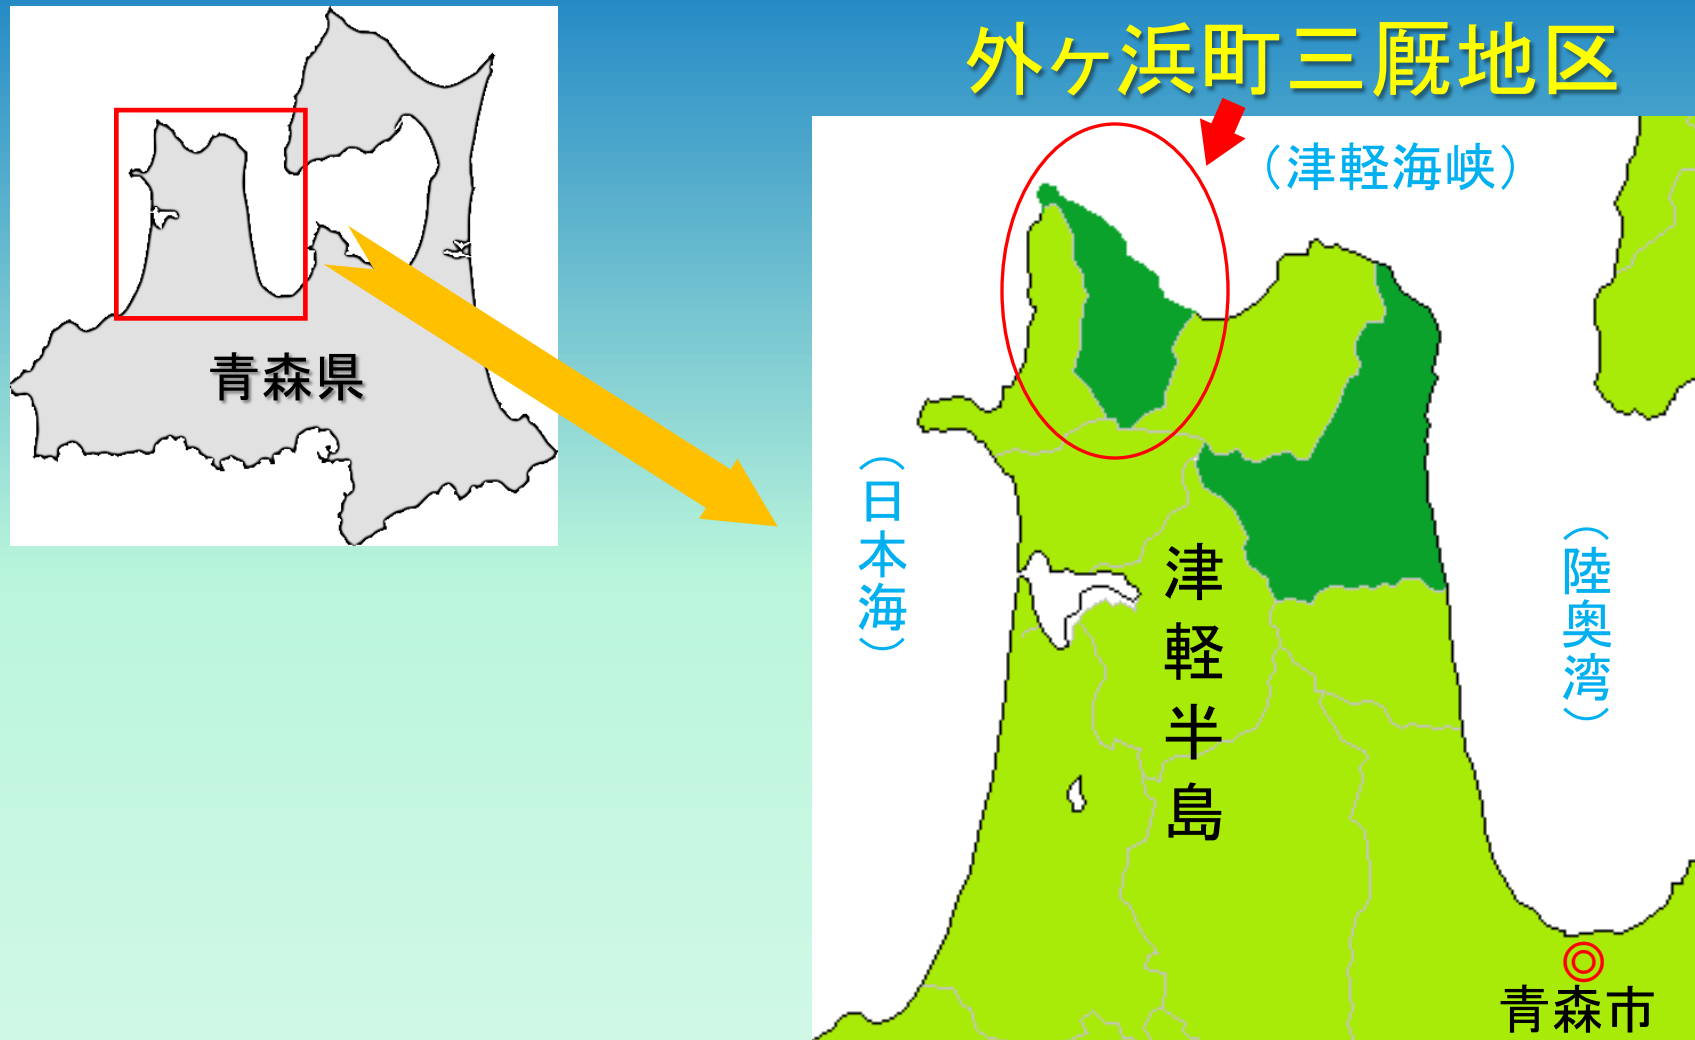 外ヶ浜町三厩地区
（津軽海峡）
青森県
（日本海）
津軽半島
（陸奥湾）
青森市